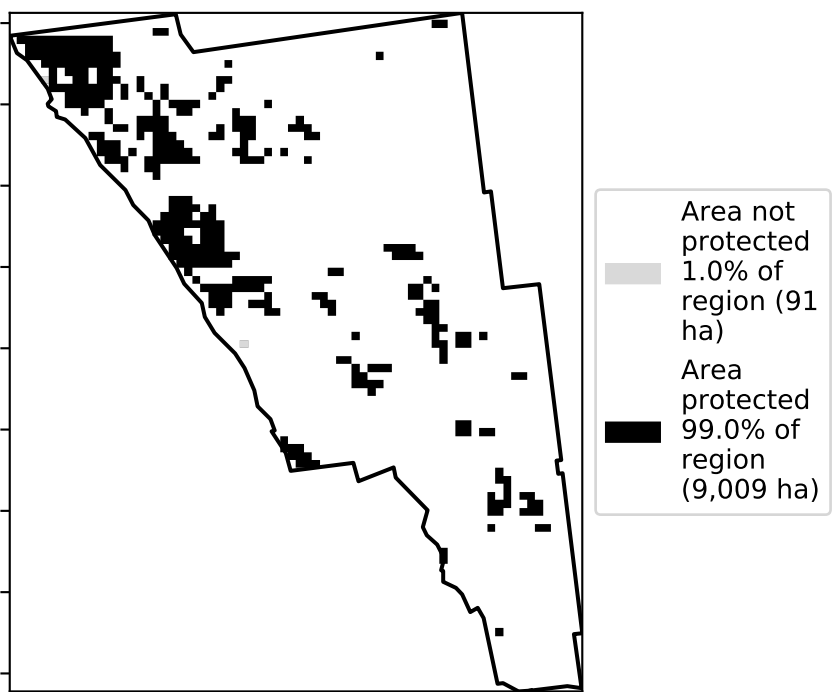 Area not
protected
1.0% of
region (91
ha)
Area
protected
99.0% of
region
(9,009 ha)